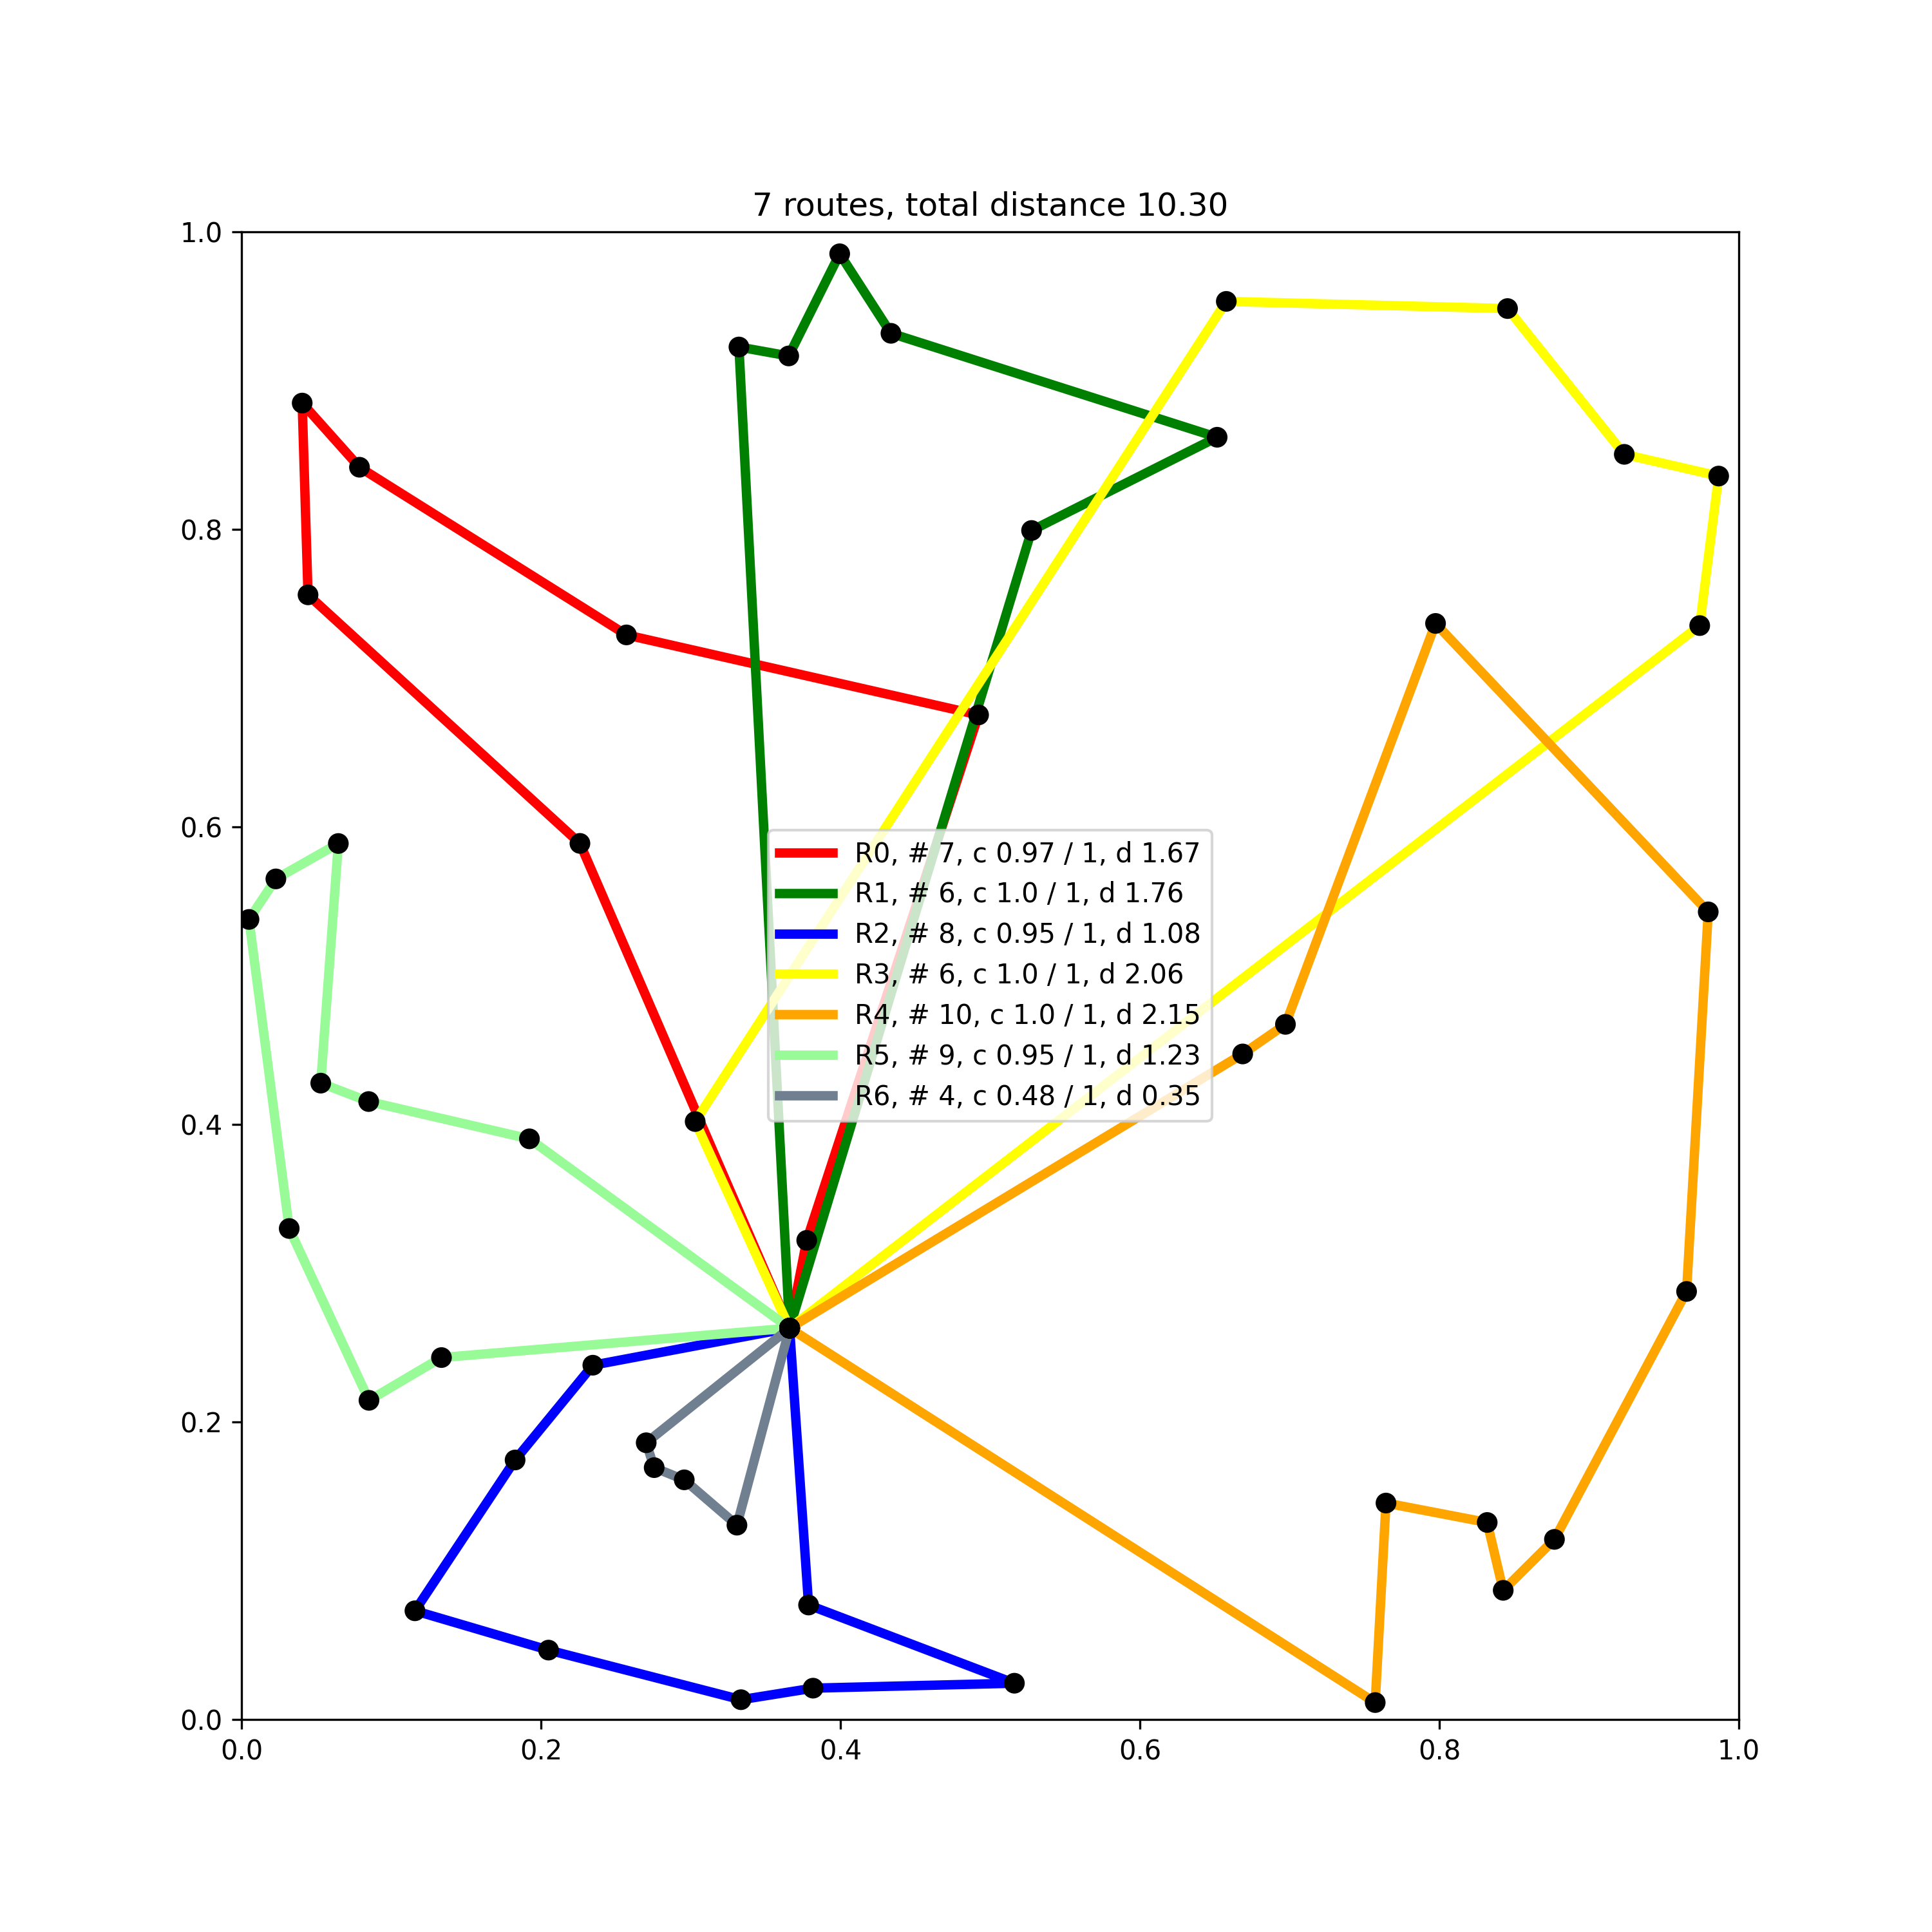 7 routes, total distance 10.30
1.0
0.8
0.6
0.4
0.2
0.0
R0, # 7, c 0.97 / 1, d 1.67
R1, # 6, c 1.0 / 1, d 1.76
R2, # 8, c 0.95 / 1, d 1.08
R3, # 6, c 1.0 / 1, d 2.06
R4, # 10, c 1.0 / 1, d 2.15
R5, # 9, c 0.95 / 1, d 1.23
R6, # 4, c 0.48 / 1, d 0.35
0.0 0.2 0.4 0.6 0.8 1.0